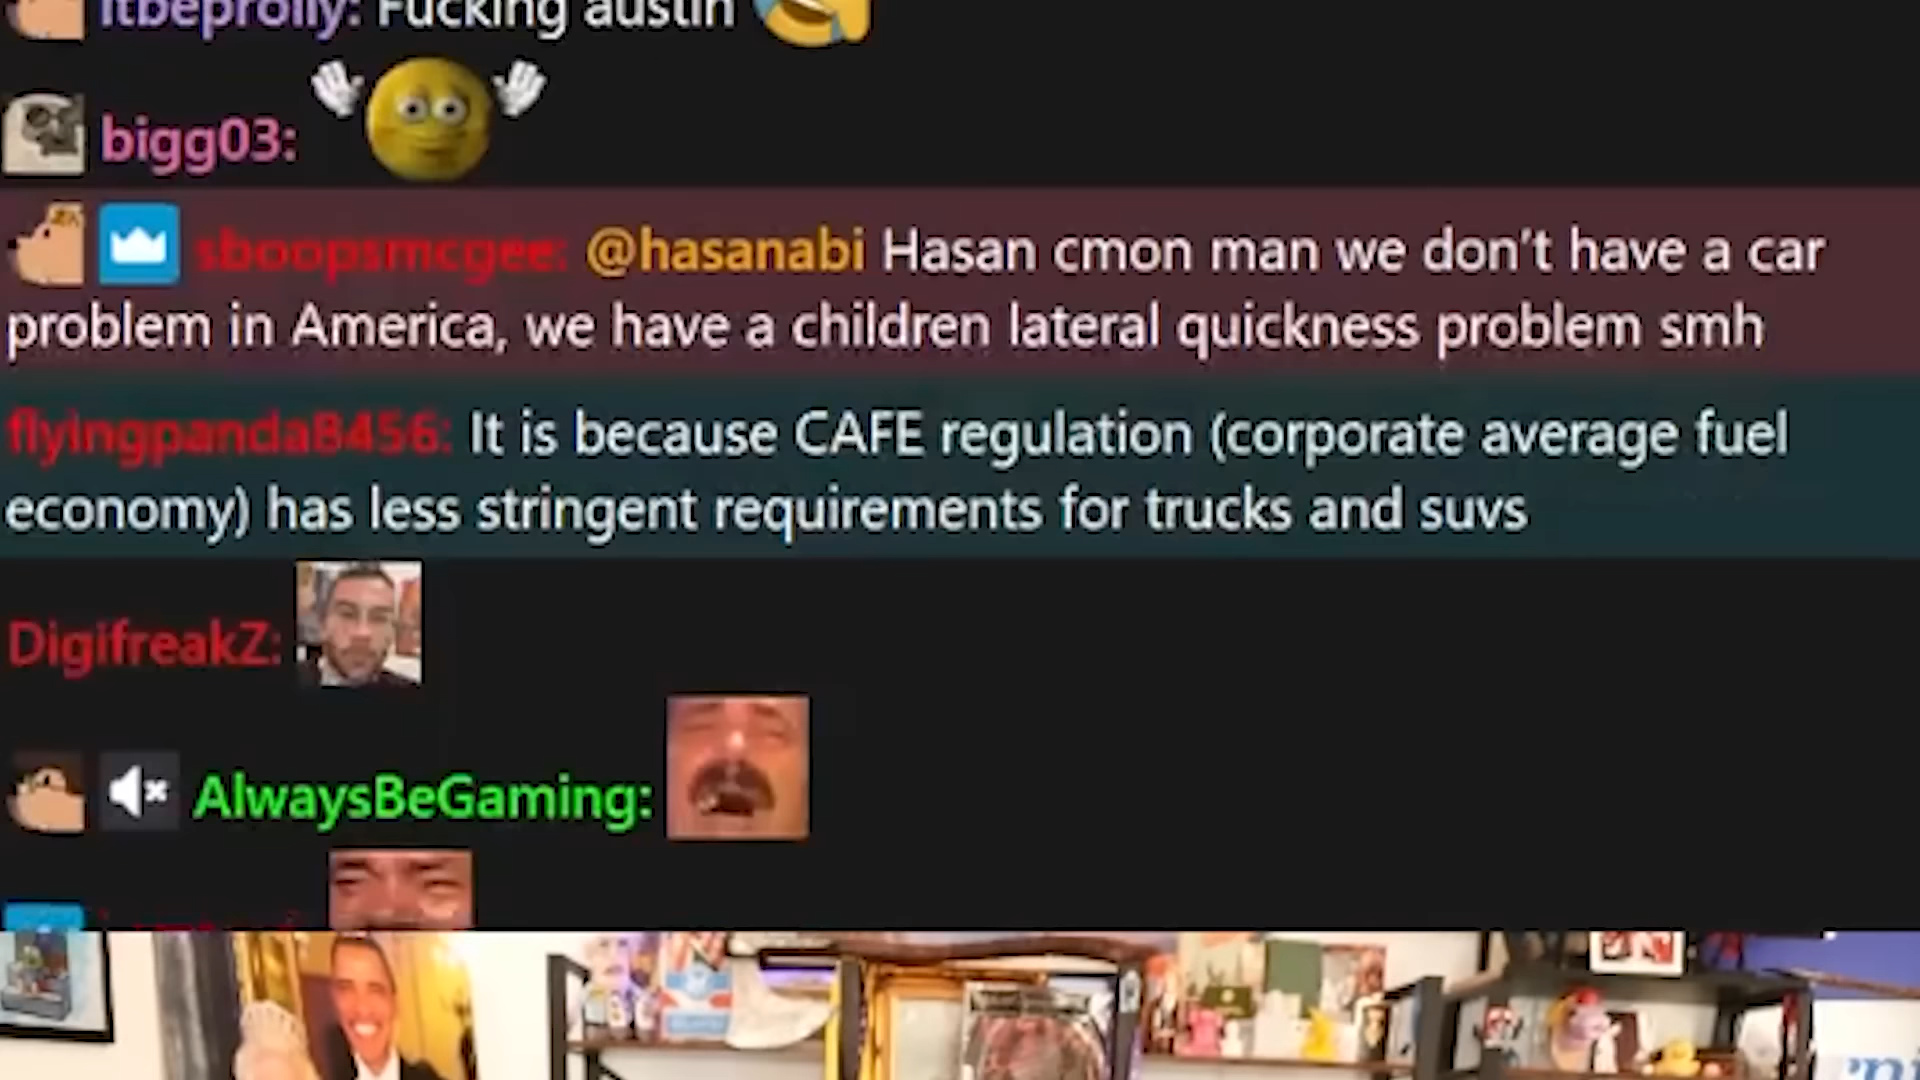 itbeprolly: Fucking austin
bigg03:
sboopsmcgee: @hasanabi Hasan cmon man we don't have a car
problem in America, we have a children lateral quickness problem smh
flyingpanda8456: It is because CAFE regulation (corporate average fuel
economy) has less stringent requirements for trucks and suvs
DigifreakZ:
AlwaysBeGaming: